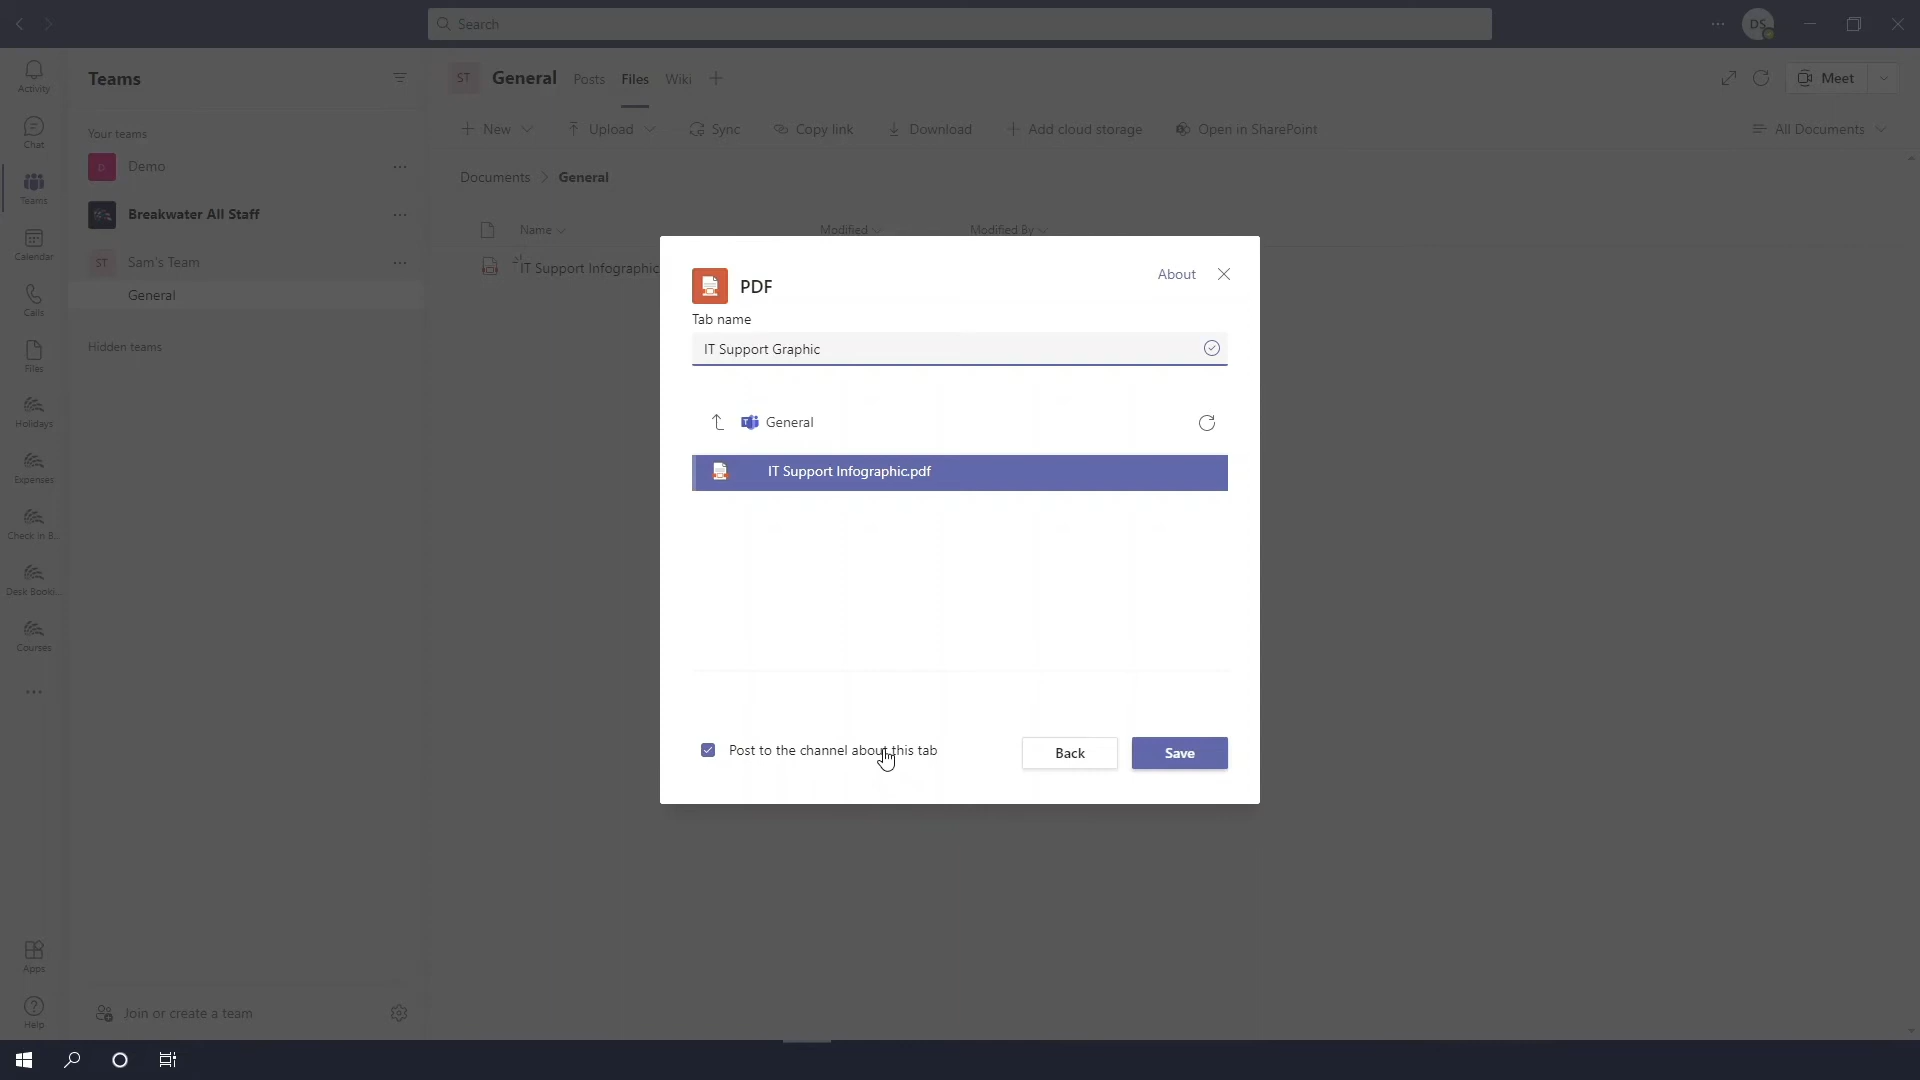 Search
DS
Activity
Chat
Teams
Calendar
Calls
Files
Holidays
Expenses
Check in B...
Desk Booki...
Courses
Apps
Help
Teams
Your teams
D
Demo
Breakwater All Staff
ST
Sam's Team
General
Hidden teams
Join or create a team
ST
General
Posts
Files
Wiki
Meet
New
Upload
Sync
Copy link
Download
Add cloud storage
Open in SharePoint
All Documents
Documents > General
Name
Modified
Modified By
IT Support Infographic
PDF
About
Tab name
IT Support Graphic
General
IT Support Infographic.pdf
Post to the channel about this tab
Back
Save